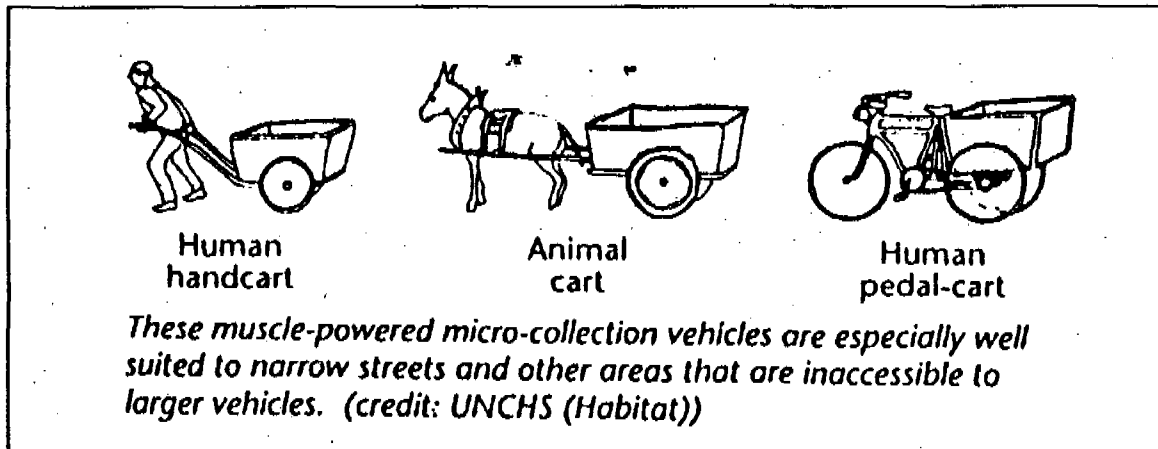 Human
handcart
Animal
cart
Human
pedal-cart
These muscle-powered micro-collection vehicles are especially well
suited to narrow streets and other areas that are inaccessible to
larger vehicles. (credit: UNCHS (Habitat))